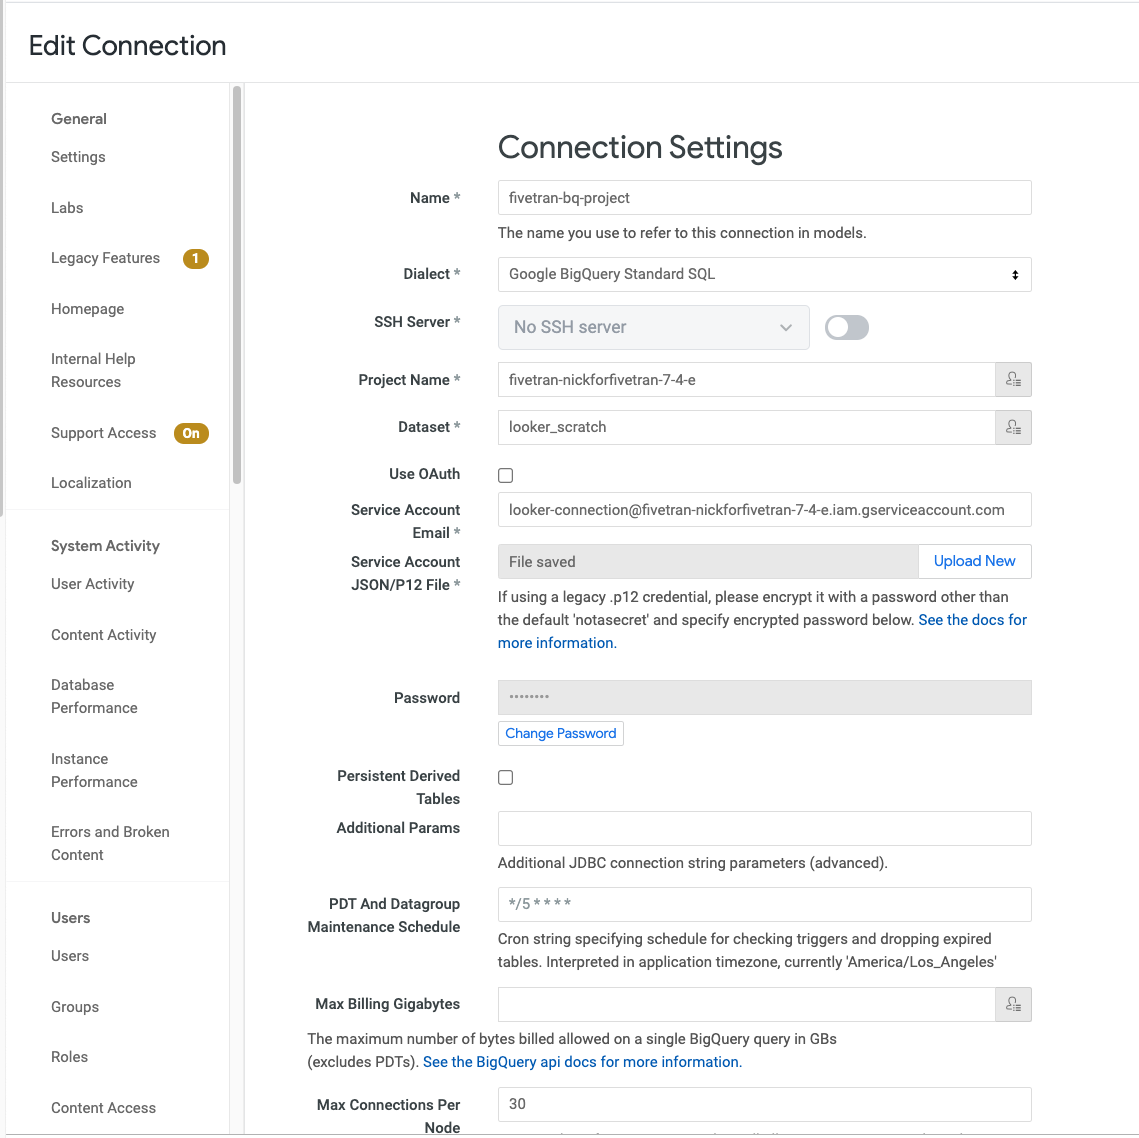 Edit Connection
General
Settings
Labs
Legacy Features 1
Homepage
Internal Help
Resources
Support Access On
Localization
System Activity
User Activity
Content Activity
Database
Performance
Instance
Performance
Errors and Broken
Content
Users
Users
Groups
Roles
Content Access
Connection Settings
Name * fivetran-bq-project
The name you use to refer to this connection in models.
Dialect * Google BigQuery Standard SQL
SSH Server * No SSH server
Project Name * fivetran-nickforfivetran-7-4-e
Dataset * looker_scratch
Use OAuth
Service Account
Email * looker-connection@fivetran-nickforfivetran-7-4-e.iam.gserviceaccount.com
Service Account
JSON/P12 File * File saved Upload New
If using a legacy .p12 credential, please encrypt it with a password other than
the default 'notasecret' and specify encrypted password below. See the docs for
more information.
Password ••••••••
Change Password
Persistent Derived
Tables
Additional Params
Additional JDBC connection string parameters (advanced).
PDT And Datagroup
Maintenance Schedule */5 * * * *
Cron string specifying schedule for checking triggers and dropping expired
tables. Interpreted in application timezone, currently 'America/Los_Angeles'
Max Billing Gigabytes
The maximum number of bytes billed allowed on a single BigQuery query in GBs
(excludes PDTs). See the BigQuery api docs for more information.
Max Connections Per
Node 30